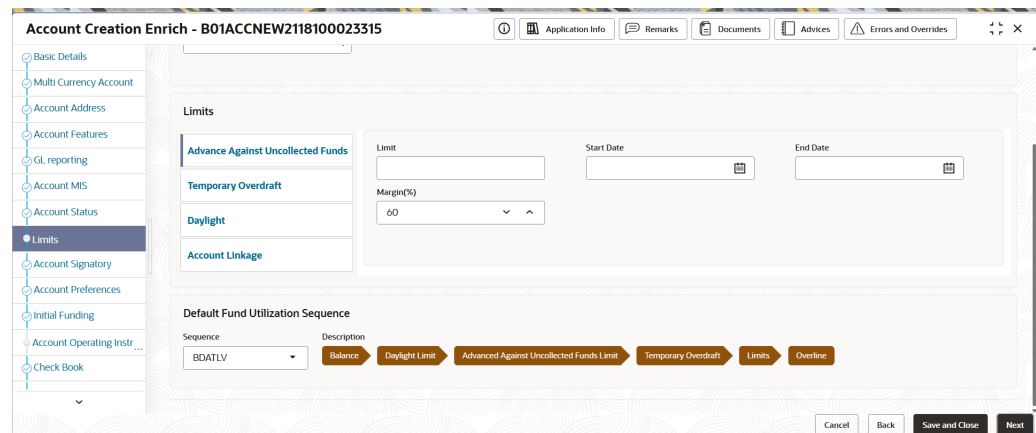 Account Creation Enrich - B01ACCNEW2118100023315
Application Info
Remarks
Documents
Advices
Errors and Overrides
Basic Details
Multi Currency Account
Account Address
Account Features
GL reporting
Account MIS
Account Status
Limits
Account Signatory
Account Preferences
Initial Funding
Account Operating Instr...
Check Book
Limits
Advance Against Uncollected Funds
Temporary Overdraft
Daylight
Account Linkage
Limit
Start Date
End Date
Margin(%)
60
Default Fund Utilization Sequence
Sequence
Description
BDATLV
Balance
Daylight Limit
Advanced Against Uncollected Funds Limit
Temporary Overdraft
Limits
Overline
Cancel
Back
Save and Close
Next